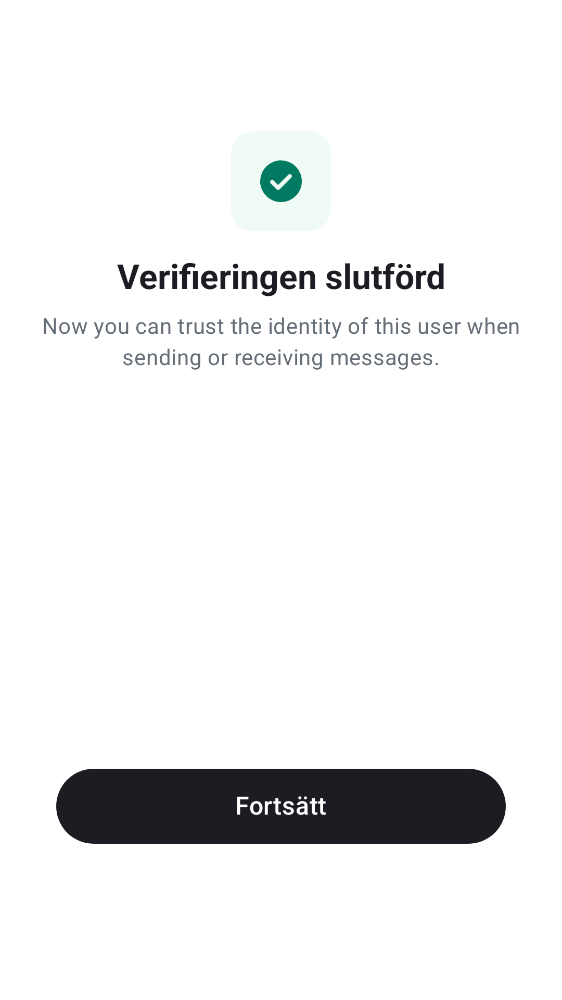 Verifieringen slutförd
Now you can trust the identity of this user when
sending or receiving messages.
Fortsätt